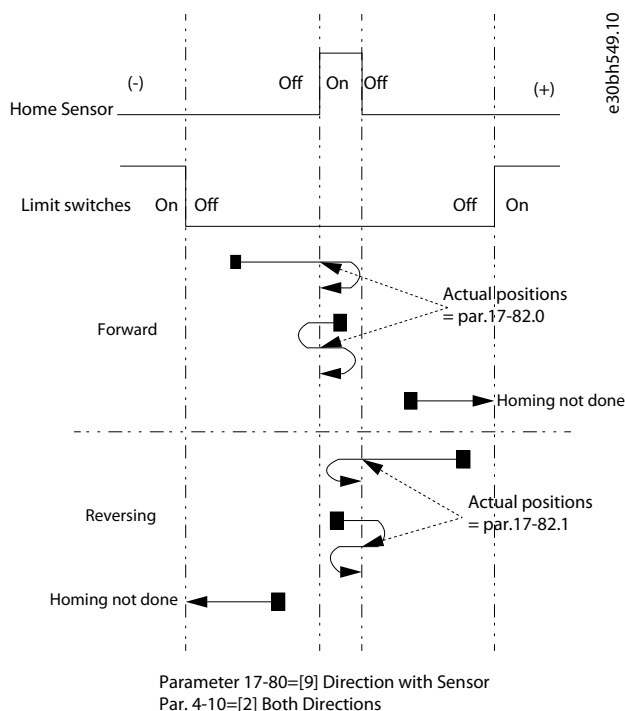 e30bh549.10
(-)
Off On Off
(+)
Home Sensor
Limit switches On Off Off On
Actual positions
= par.17-82.0
Forward
Homing not done
Actual positions
= par.17-82.1
Reversing
Homing not done
Parameter 17-80=[9] Direction with Sensor
Par. 4-10=[2] Both Directions